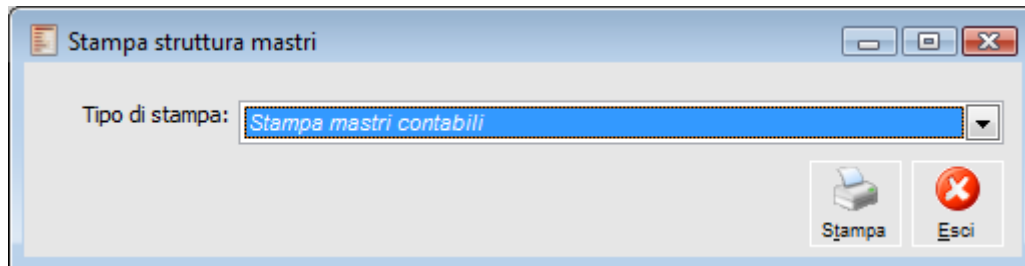 Stampa struttura mastri
Tipo di stampa: Stampa mastri contabili
Stampa Esci